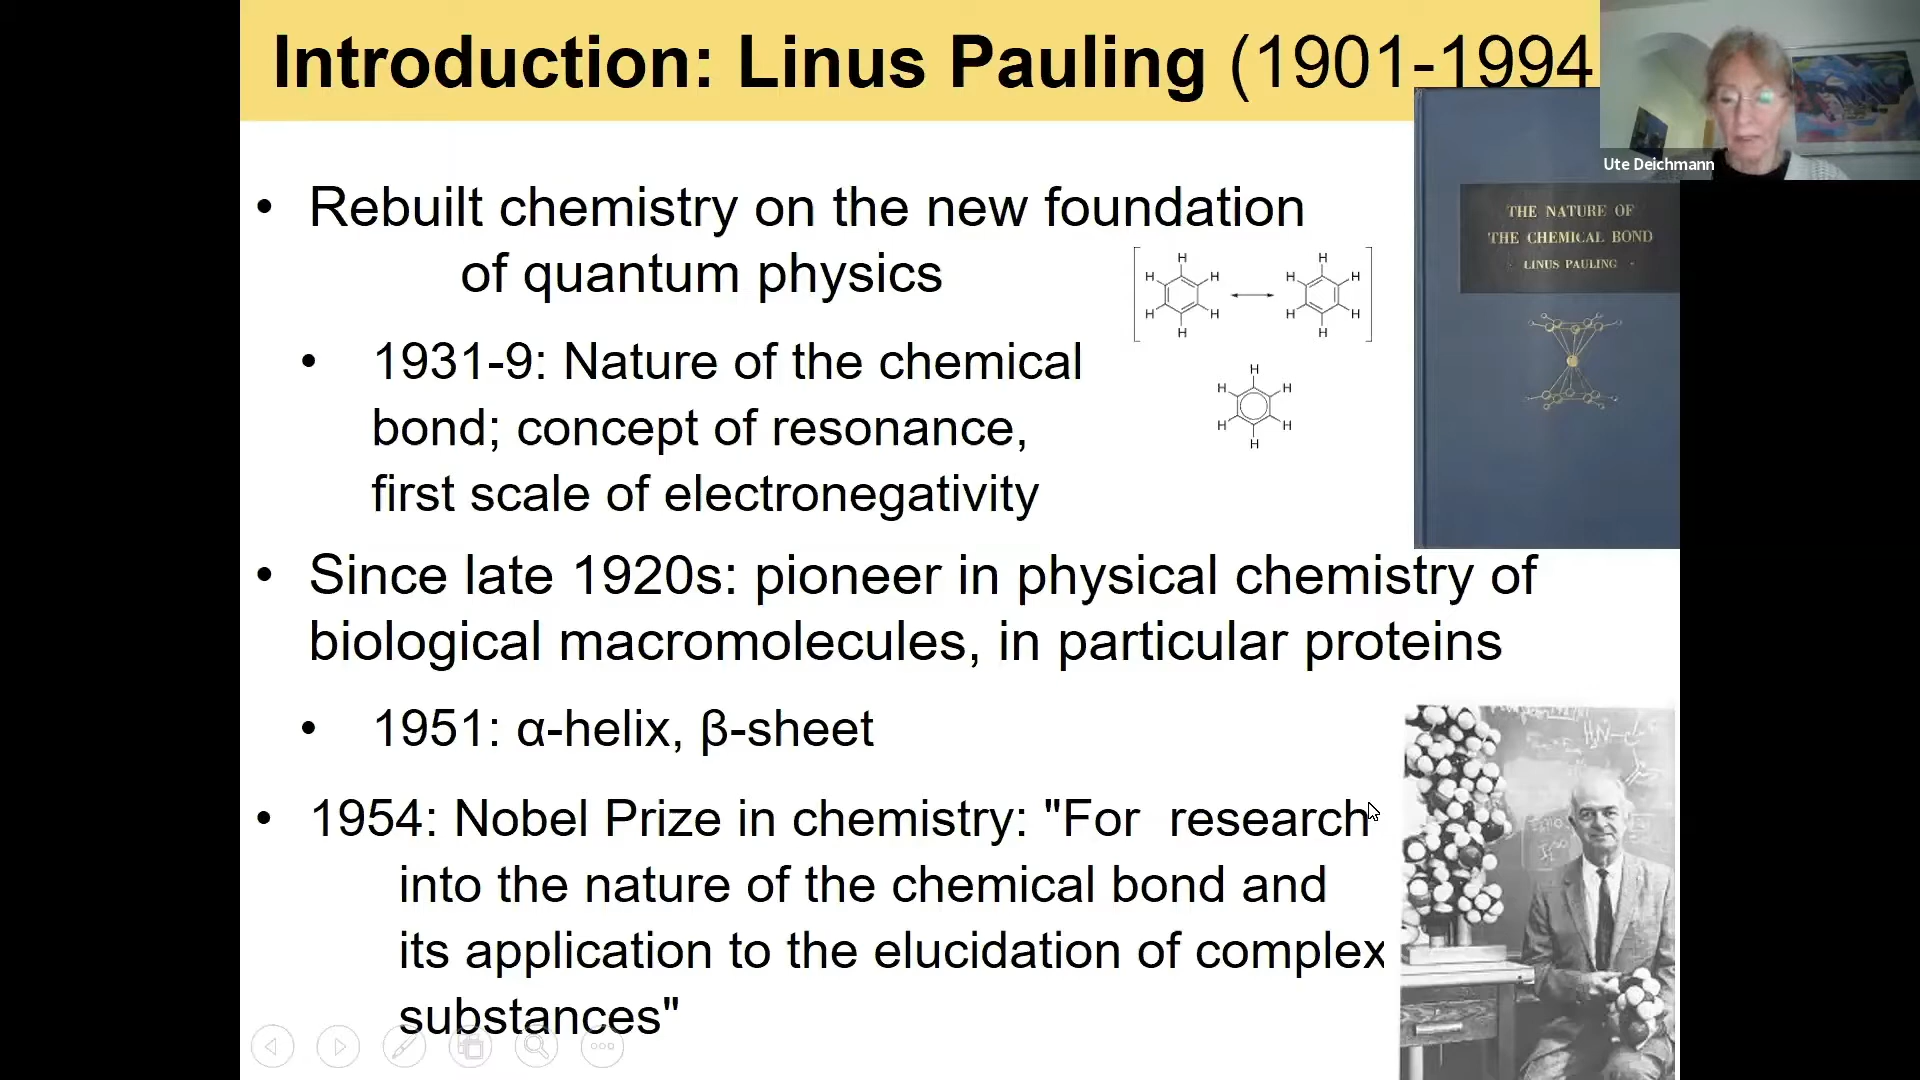 Introduction: Linus Pauling (1901-1994
Ute Deichmann
• Rebuilt chemistry on the new foundation
of quantum physics
• 1931-9: Nature of the chemical
bond; concept of resonance,
first scale of electronegativity
H
H H
H H
H
H
H H
H H
H
H
H H
H H
H
THE NATURE OF
THE CHEMICAL BOND
LINUS PAULING
• Since late 1920s: pioneer in physical chemistry of
biological macromolecules, in particular proteins
• 1951: α-helix, β-sheet
• 1954: Nobel Prize in chemistry: "For  research
into the nature of the chemical bond and
its application to the elucidation of complex
substances"